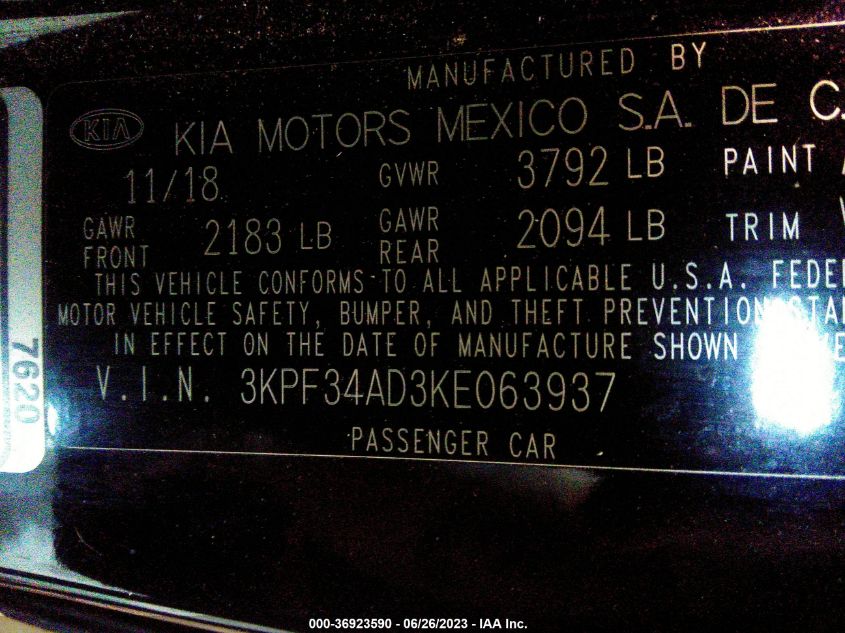 MANUFACTURED BY
KIA KIA MOTORS MEXICO S.A. DE C.
11/18 GVWR 3792 LB PAINT
GAWR FRONT 2183 LB GAWR REAR 2094 LB TRIM
THIS VEHICLE CONFORMS TO ALL APPLICABLE U.S.A. FEDE
MOTOR VEHICLE SAFETY, BUMPER, AND THEFT PREVENTION STA
IN EFFECT ON THE DATE OF MANUFACTURE SHOWN
V.I.N. 3KPF34AD3KE063937
PASSENGER CAR
7620
000-36923590 - 06/26/2023 - IAA Inc.